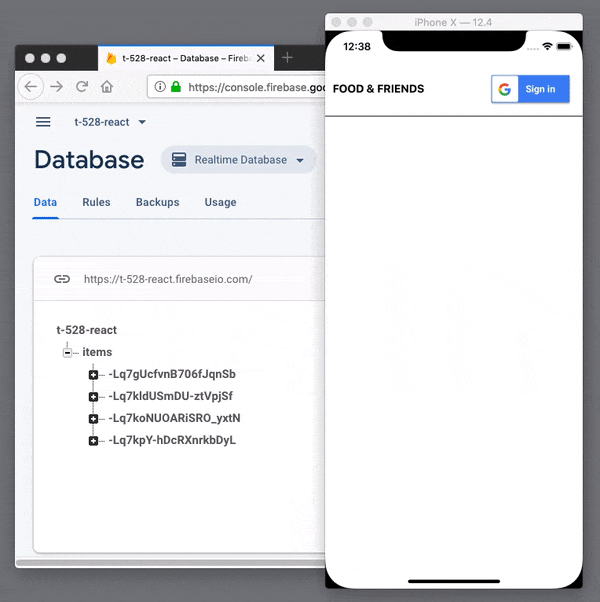 iPhone X — 12.4
12:38
FOOD & FRIENDS
Sign in
t-528-react – Database – Fireb
https://console.firebase.goo
t-528-react
Database
Realtime Database
Data Rules Backups Usage
https://t-528-react.firebaseio.com/
t-528-react
items
-Lq7gUcfvnB706fJqnSb
-Lq7kldUSmDU-ztVpjSf
-Lq7koNUOARiSRO_yxtN
-Lq7kpY-hDcRXnrkbDyL